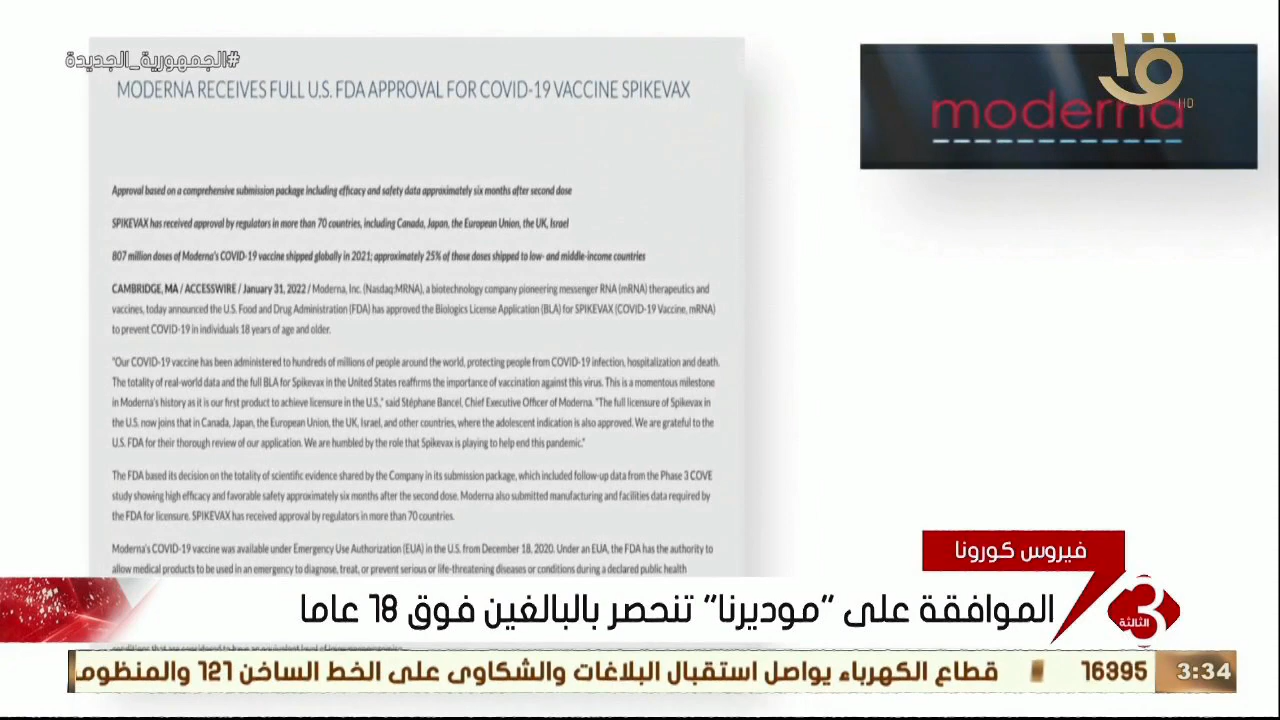 #الجمهورية_الجديدة
MODERNA RECEIVES FULL U.S. FDA APPROVAL FOR COVID-19 VACCINE SPIKEVAX
moderna
HD
Approval based on a comprehensive submission package including efficacy and safety data approximately six months after second dose
SPIKEVAX has received approval by regulators in more than 70 countries, including Canada, Japan, the European Union, the UK, Israel
807 million doses of Moderna's COVID-19 vaccine shipped globally in 2021; approximately 25% of those doses shipped to low- and middle-income countries
CAMBRIDGE, MA / ACCESSWIRE / January 31, 2022 / Moderna, Inc. (Nasdaq:MRNA), a biotechnology company pioneering messenger RNA (mRNA) therapeutics and
vaccines, today announced the U.S. Food and Drug Administration (FDA) has approved the Biologics License Application (BLA) for SPIKEVAX (COVID-19 Vaccine, mRNA)
to prevent COVID-19 in individuals 18 years of age and older.
"Our COVID-19 vaccine has been administered to hundreds of millions of people around the world, protecting people from COVID-19 infection, hospitalization and death.
The totality of real-world data and the full BLA for Spikevax in the United States reaffirms the importance of vaccination against this virus. This is a momentous milestone
in Moderna's history as it is our first product to achieve licensure in the U.S.," said Stéphane Bancel, Chief Executive Officer of Moderna. "The full licensure of Spikevax in
the U.S. now joins that in Canada, Japan, the European Union, the UK, Israel, and other countries, where the adolescent indication is also approved. We are grateful to the
U.S. FDA for their thorough review of our application. We are humbled by the role that Spikevax is playing to help end this pandemic."
The FDA based its decision on the totality of scientific evidence shared by the Company in its submission package, which included follow-up data from the Phase 3 COVE
study showing high efficacy and favorable safety approximately six months after the second dose. Moderna also submitted manufacturing and facilities data required by
the FDA for licensure. SPIKEVAX has received approval by regulators in more than 70 countries.
Moderna's COVID-19 vaccine was available under Emergency Use Authorization (EUA) in the U.S. from December 18, 2020. Under an EUA, the FDA has the authority to
allow medical products to be used in an emergency to diagnose, treat, or prevent serious or life-threatening diseases or conditions during a declared public health
فيروس كورونا
الموافقة على "موديرنا" تنحصر بالبالغين فوق 18 عاما
3 الثالثة
16995 قطاع الكهرباء يواصل استقبال البلاغات والشكاوى على الخط الساخن 121 والمنظوم
3:34